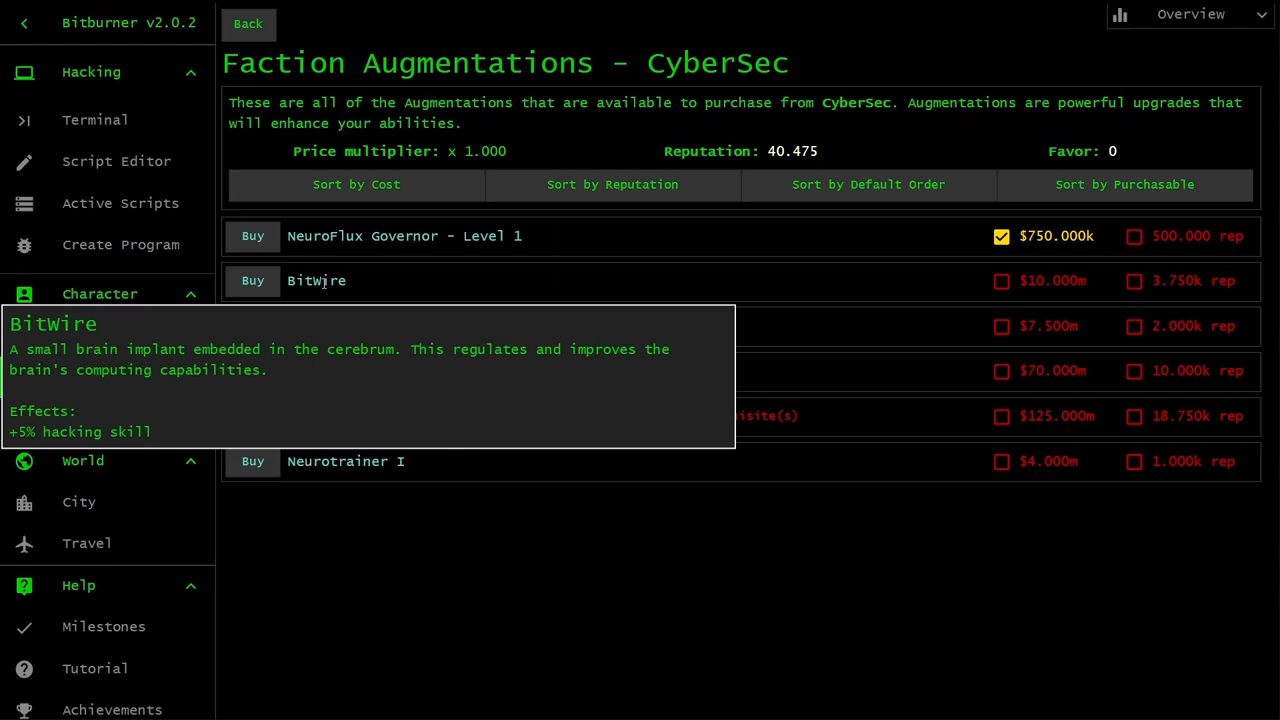 Bitburner v2.0.2
Back
Overview
Hacking
Terminal
Script Editor
Active Scripts
Create Program
Character
Faction Augmentations - CyberSec
These are all of the Augmentations that are available to purchase from CyberSec. Augmentations are powerful upgrades that
will enhance your abilities.
Price multiplier: x 1.000 Reputation: 40.475 Favor: 0
Sort by Cost Sort by Reputation Sort by Default Order Sort by Purchasable
Buy NeuroFlux Governor - Level 1 $750.000k 500.000 rep
Buy BitWire $10.000m 3.750k rep
$7.500m 2.000k rep
$70.000m 10.000k rep
$125.000m 18.750k rep
Buy Neurotrainer I $4.000m 1.000k rep
BitWire
A small brain implant embedded in the cerebrum. This regulates and improves the
brain's computing capabilities.
Effects:
+5% hacking skill
World
City
Travel
Help
Milestones
Tutorial
Achievements